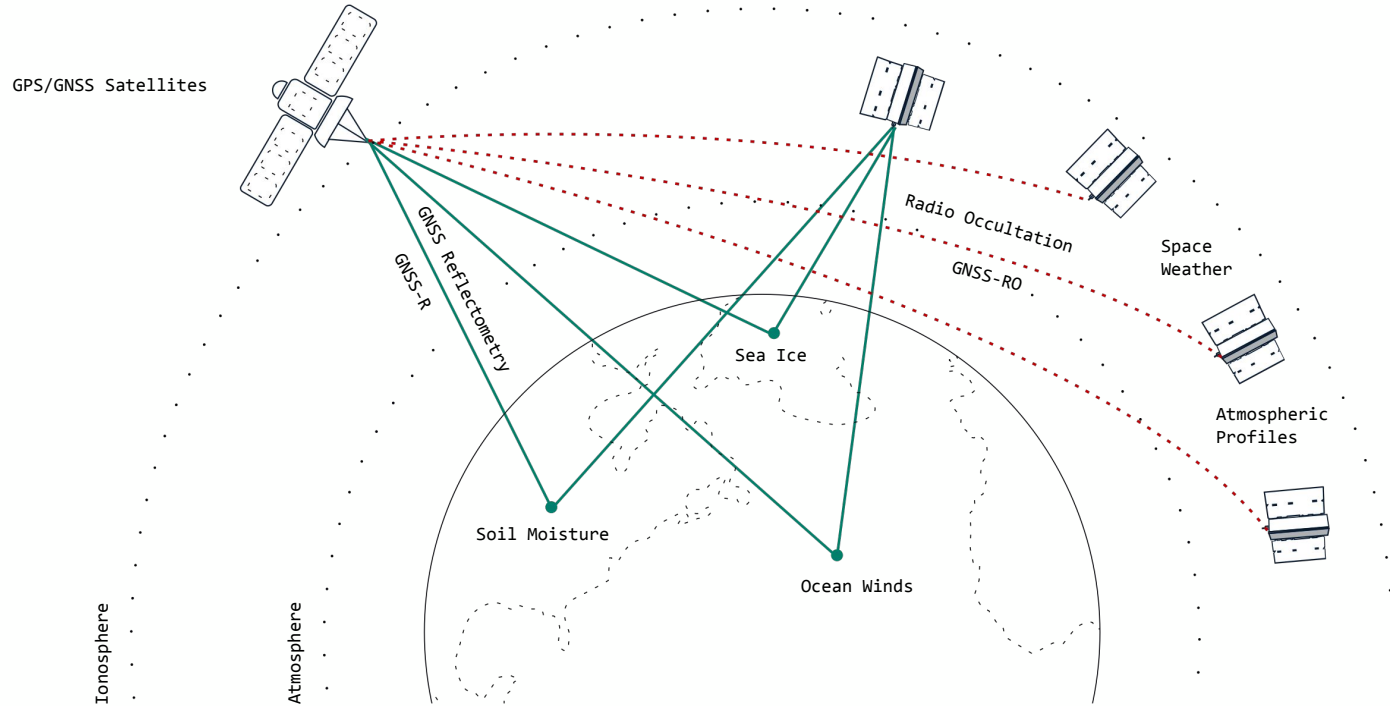 GPS/GNSS Satellites
GNSS Reflectometry
GNSS-R
Radio Occultation
GNSS-RO
Space
Weather
Sea Ice
Atmospheric
Profiles
Soil Moisture
Ocean Winds
Ionosphere
Atmosphere